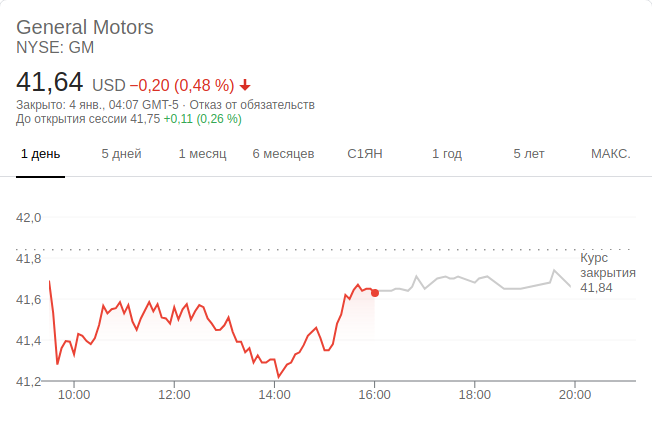 General Motors
NYSE: GM
41,64 USD −0,20 (0,48 %)
Закрыто: 4 янв., 04:07 GMT-5 · Отказ от обязательств
До открытия сессии 41,75 +0,11 (0,26 %)
1 день 5 дней 1 месяц 6 месяцев С1ЯН 1 год 5 лет МАКС.
42,0
41,8
Курс
закрытия
41,84
41,6
41,4
41,2
10:00 12:00 14:00 16:00 18:00 20:00